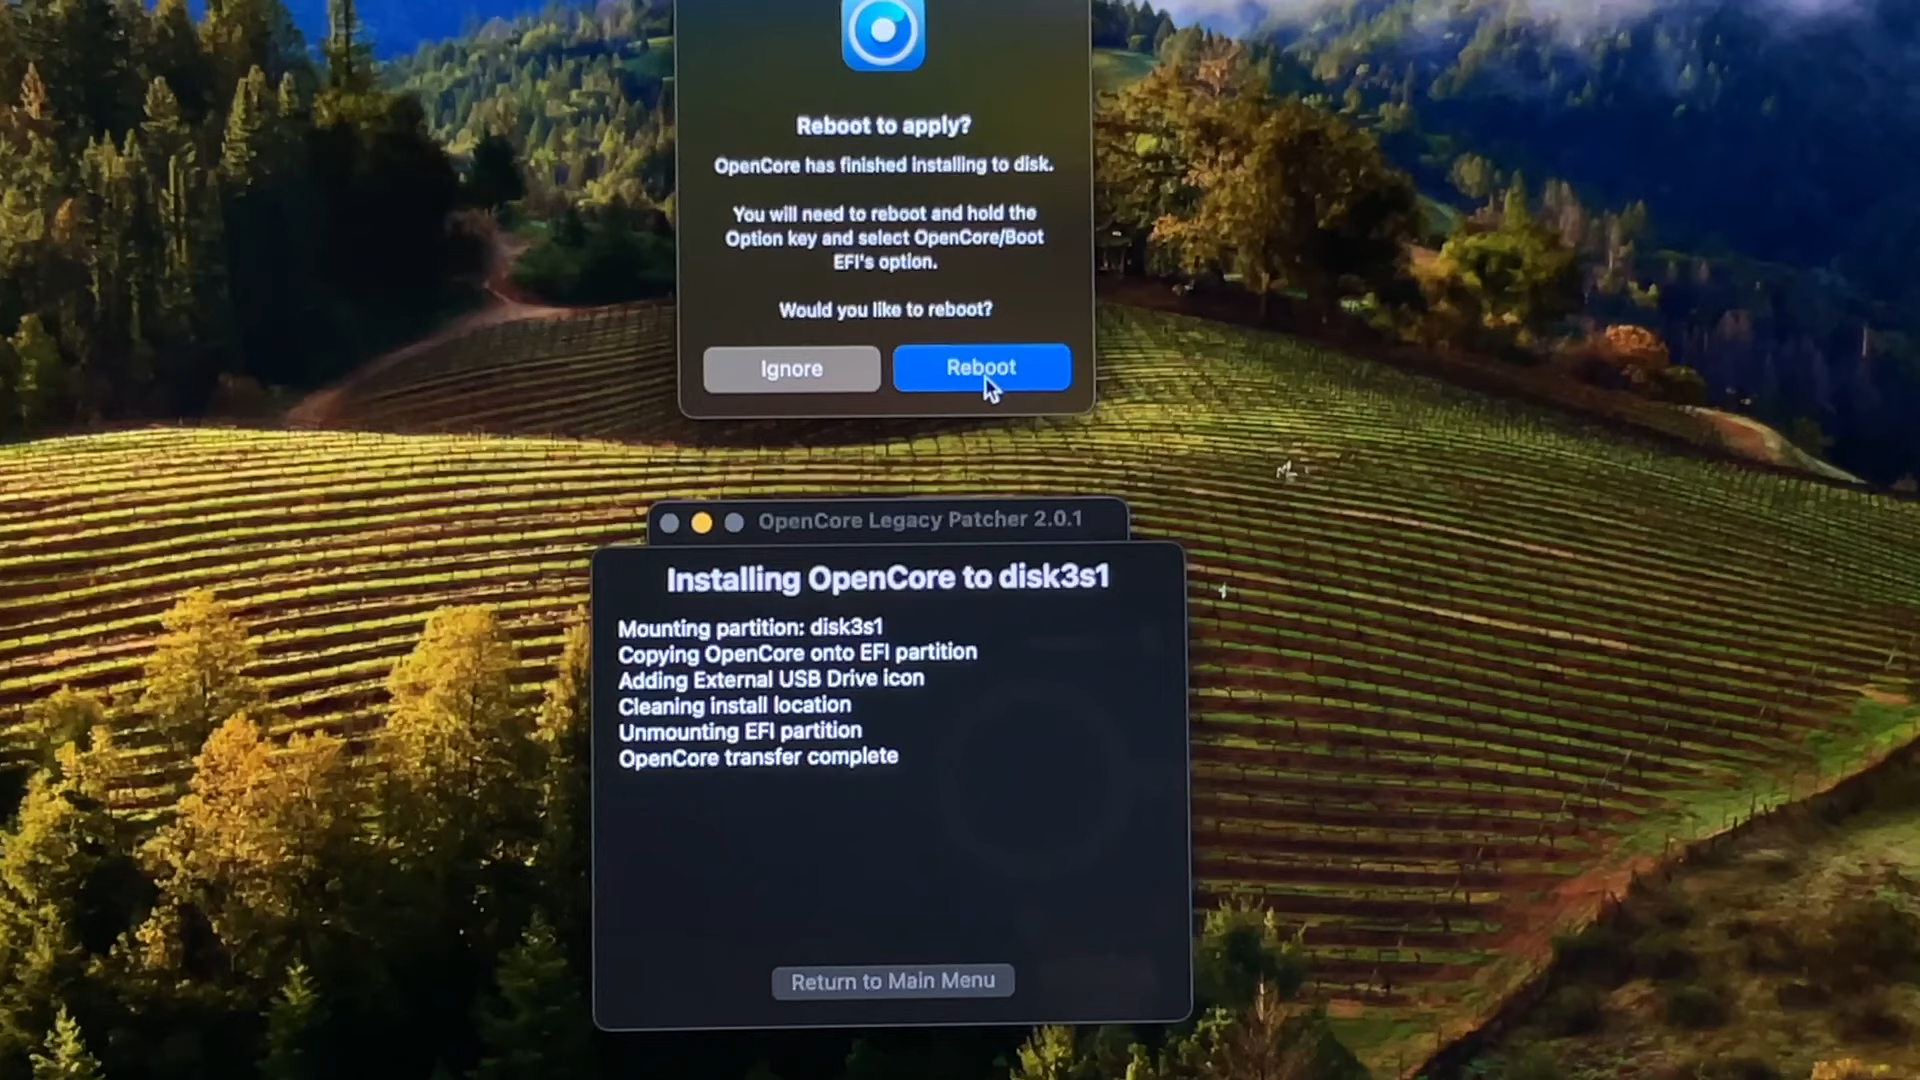 Reboot to apply?
OpenCore has finished installing to disk.
You will need to reboot and hold the
Option key and select OpenCore/Boot
EFI's option.
Would you like to reboot?
Ignore
Reboot
OpenCore Legacy Patcher 2.0.1
Installing OpenCore to disk3s1
Mounting partition: disk3s1
Copying OpenCore onto EFI partition
Adding External USB Drive icon
Cleaning install location
Unmounting EFI partition
OpenCore transfer complete
Return to Main Menu